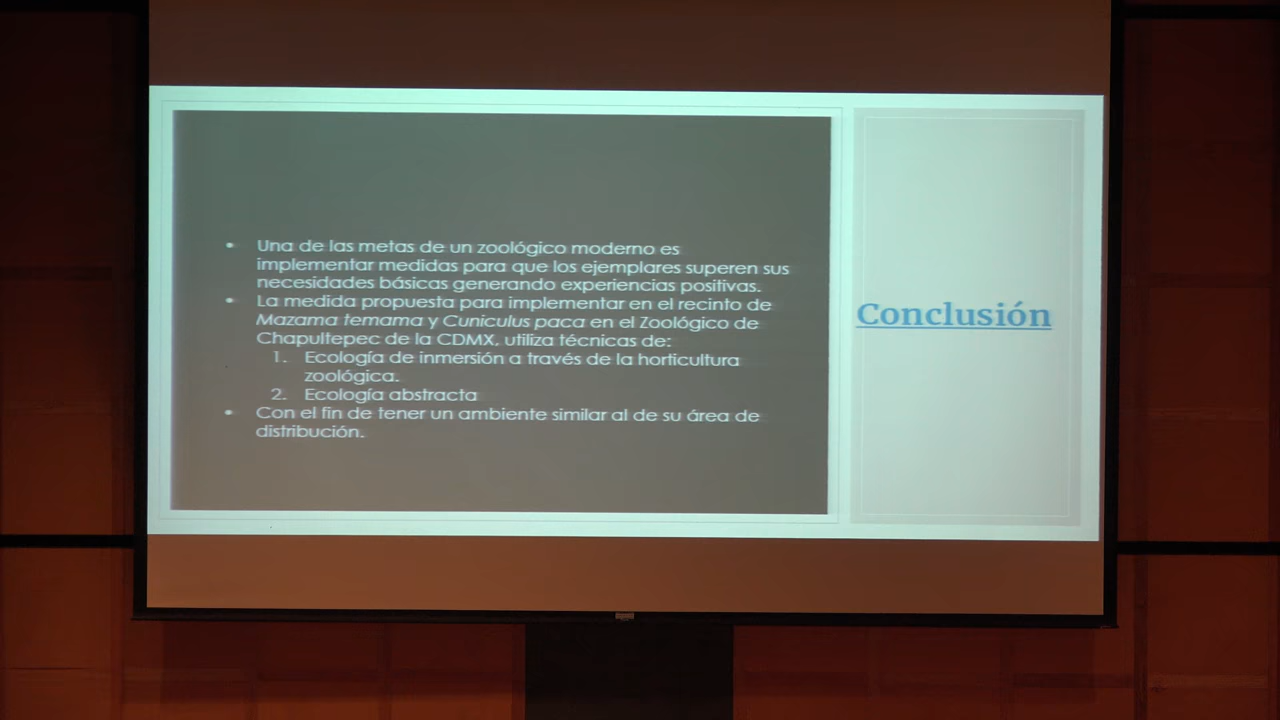 • Una de las metas de un zoológico moderno es
implementar medidas para que los ejemplares superen sus
necesidades básicas generando experiencias positivas.
• La medida propuesta para implementar en el recinto de
Mazama temama y Cuniculus paca en el Zoológico de
Chapultepec de la CDMX, utiliza técnicas de:
1. Ecología de inmersión a través de la horticultura
zoológica.
2. Ecología abstracta
• Con el fin de tener un ambiente similar al de su área de
distribución.
Conclusión